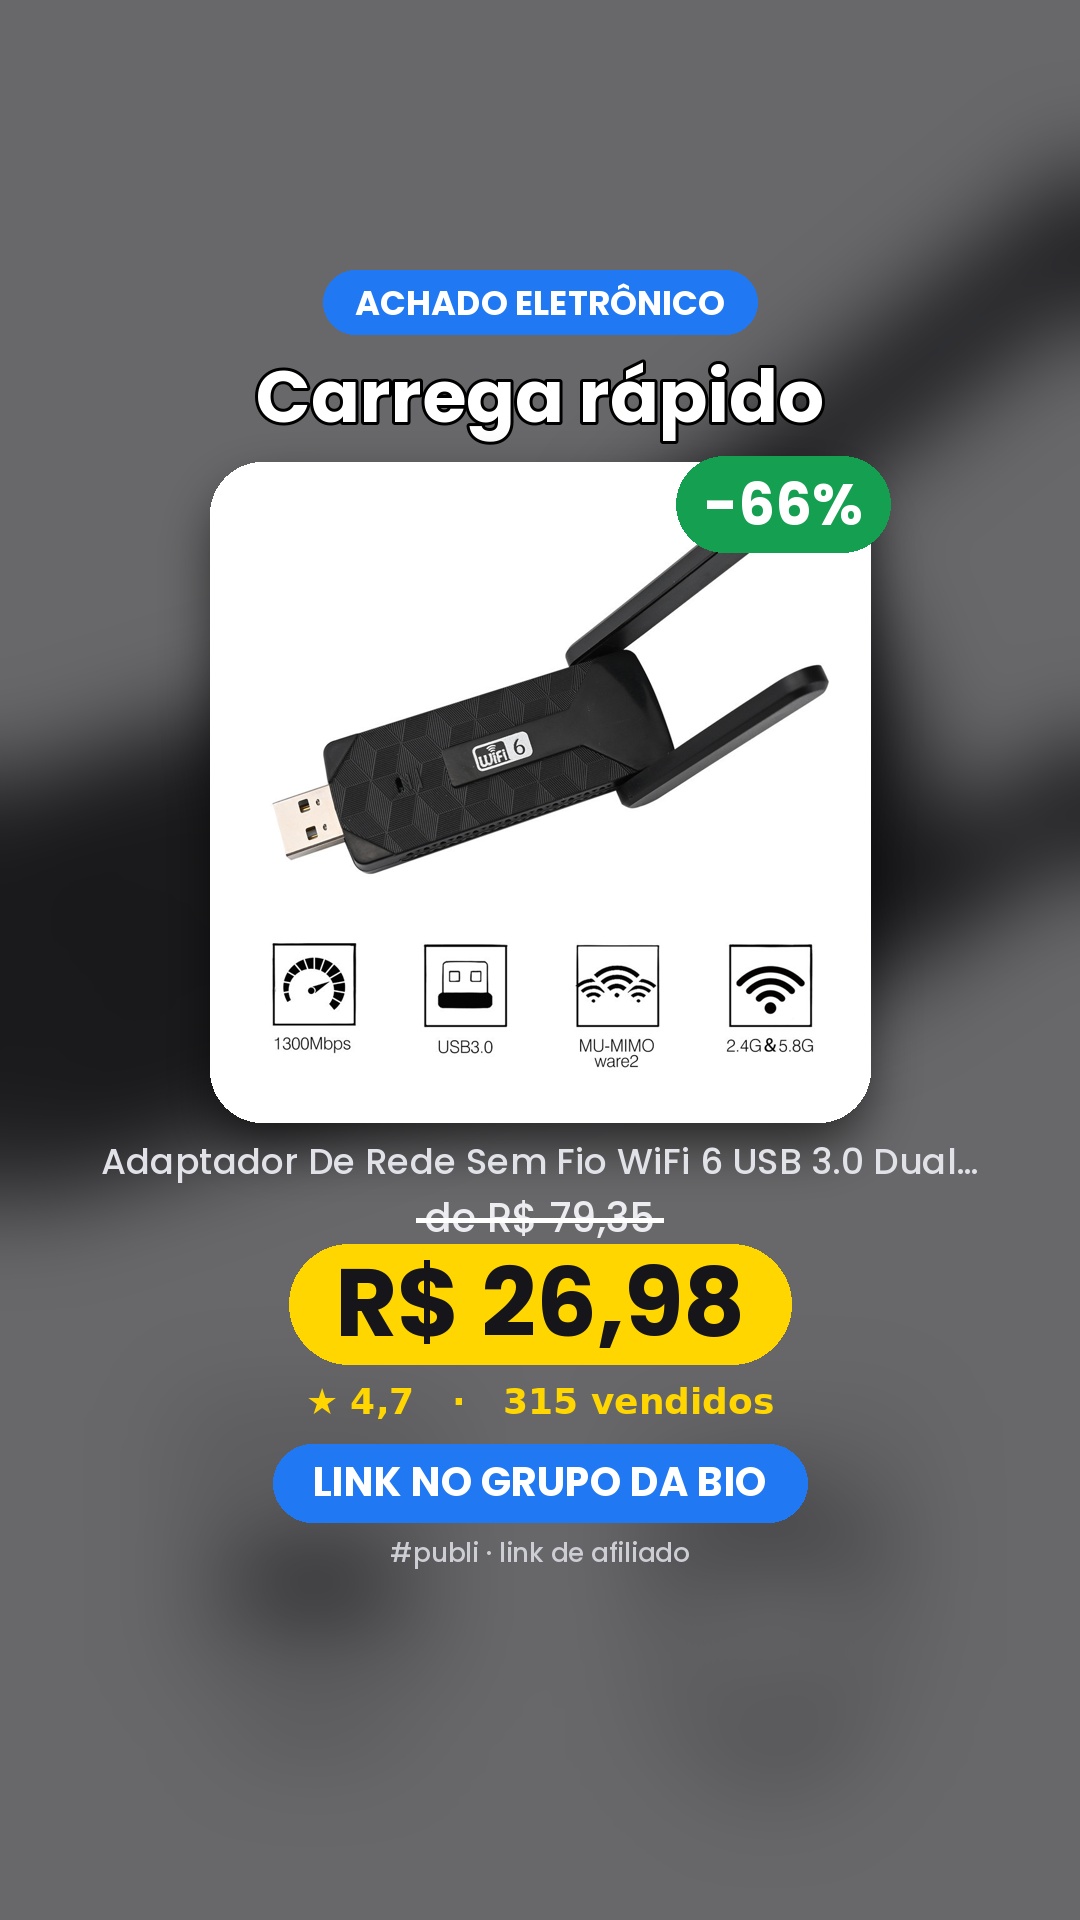 ACHADO ELETRÔNICO
Carrega rápido
-66%
WiFi 6
1300Mbps
USB3.0
MU-MIMO
ware2
2.4G&5.8G
Adaptador De Rede Sem Fio WiFi 6 USB 3.0 Dual...
de R$ 79,35
R$ 26,98
★ 4,7 · 315 vendidos
LINK NO GRUPO DA BIO
#publi · link de afiliado